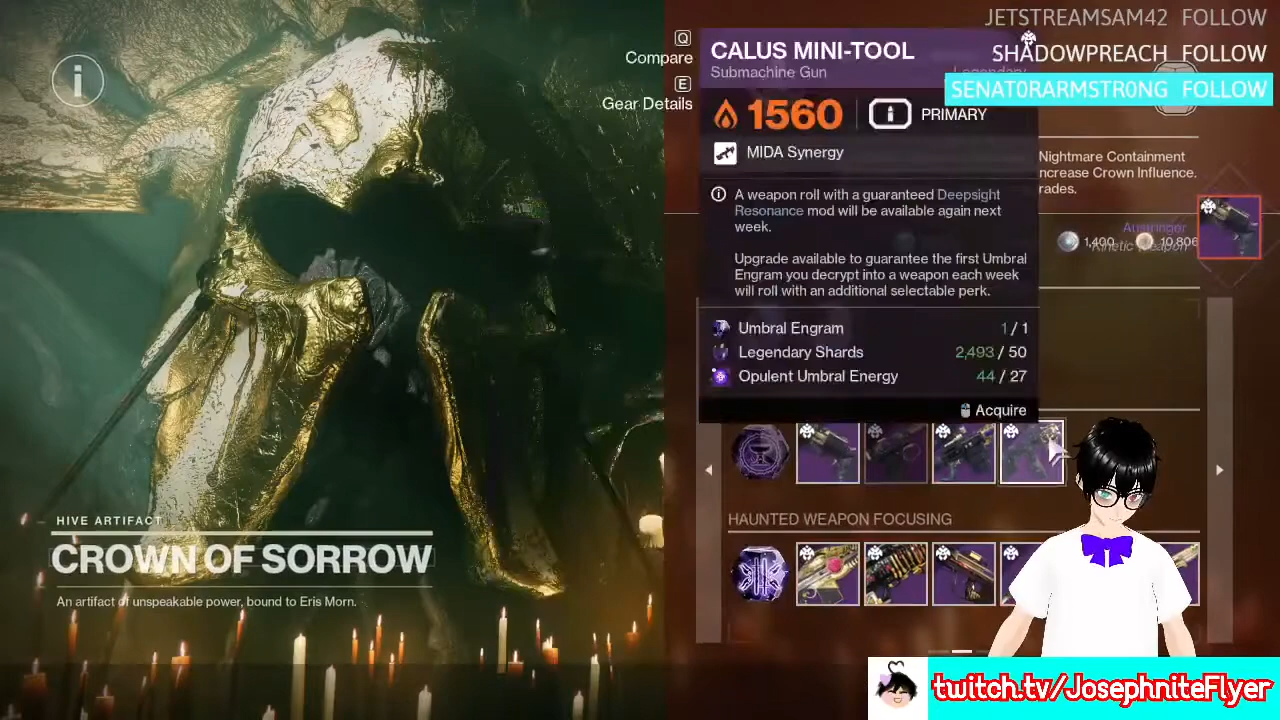 JETSTREAMSAM42 FOLLOW
SHADOWPREACH FOLLOW
SENAT0RARMSTR0NG FOLLOW
Q
Compare
E
Gear Details
CALUS MINI-TOOL
Submachine Gun
Legendary
1560
PRIMARY
MIDA Synergy
A weapon roll with a guaranteed Deepsight
Resonance mod will be available again next
week.
Upgrade available to guarantee the first Umbral
Engram you decrypt into a weapon each week
will roll with an additional selectable perk.
Umbral Engram 1 / 1
Legendary Shards 2,493 / 50
Opulent Umbral Energy 44 / 27
Acquire
Nightmare Containment
ncrease Crown Influence.
rades.
Austringer
Kinetic Weapon
1,400 10,806
HAUNTED WEAPON FOCUSING
HIVE ARTIFACT
CROWN OF SORROW
An artifact of unspeakable power, bound to Eris Morn.
twitch.tv/JosephniteFlyer